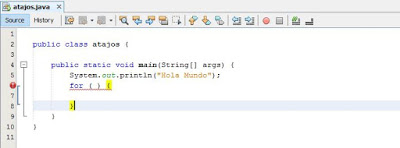 atajos.java
Source History
1
2 public class atajos {
3
4 public static void main(String[] args) {
5 System.out.println("Hola Mundo");
for ( ) {
7
8 }
9 }
10 }
11